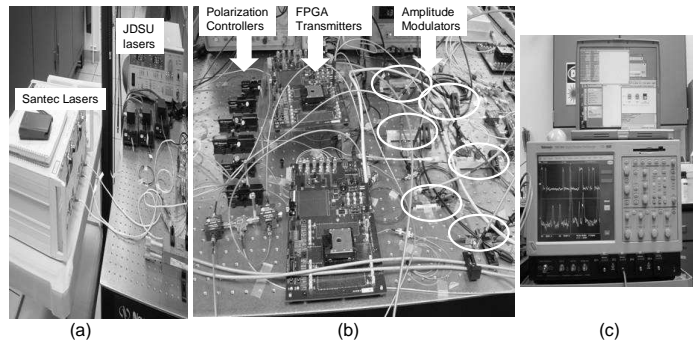 JDSU
lasers
Santec Lasers
Polarization
Controllers
FPGA
Transmitters
Amplitude
Modulators
(a)
(b)
(c)